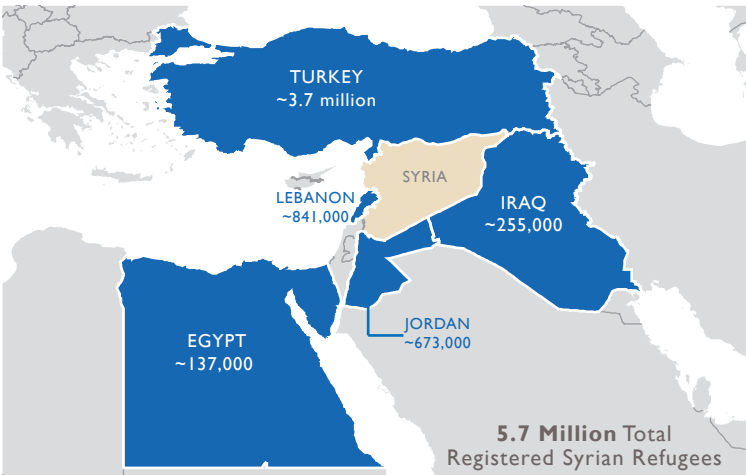 TURKEY
~3.7 million
SYRIA
LEBANON
~841,000
IRAQ
~255,000
JORDAN
~673,000
EGYPT
~137,000
5.7 Million Total
Registered Syrian Refugees